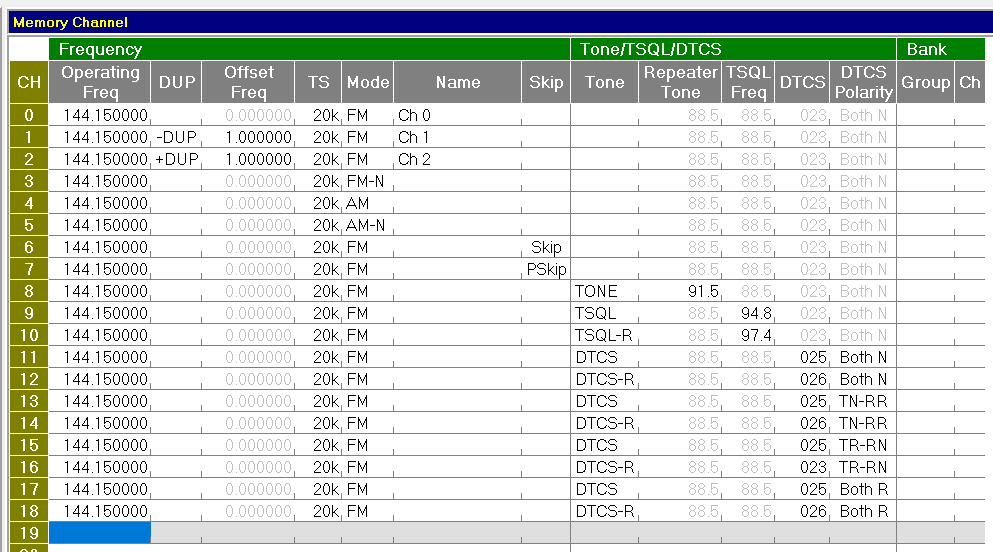 Memory Channel
Frequency Tone/TSQL/DTCS Bank
CH Operating Freq DUP Offset Freq TS Mode Name Skip Tone Repeater Tone TSQL Freq DTCS DTCS Polarity Group Ch
0 144.150000 0.000000 20k FM Ch 0 88.5 88.5 023 Both N
1 144.150000 -DUP 1.000000 20k FM Ch 1 88.5 88.5 023 Both N
2 144.150000 +DUP 1.000000 20k FM Ch 2 88.5 88.5 023 Both N
3 144.150000 0.000000 20k FM-N 88.5 88.5 023 Both N
4 144.150000 0.000000 20k AM 88.5 88.5 023 Both N
5 144.150000 0.000000 20k AM-N 88.5 88.5 023 Both N
6 144.150000 0.000000 20k FM Skip 88.5 88.5 023 Both N
7 144.150000 0.000000 20k FM PSkip 88.5 88.5 023 Both N
8 144.150000 0.000000 20k FM TONE 91.5 88.5 023 Both N
9 144.150000 0.000000 20k FM TSQL 88.5 94.8 023 Both N
10 144.150000 0.000000 20k FM TSQL-R 88.5 97.4 023 Both N
11 144.150000 0.000000 20k FM DTCS 88.5 88.5 025 Both N
12 144.150000 0.000000 20k FM DTCS-R 88.5 88.5 026 Both N
13 144.150000 0.000000 20k FM DTCS 88.5 88.5 025 TN-RR
14 144.150000 0.000000 20k FM DTCS-R 88.5 88.5 026 TN-RR
15 144.150000 0.000000 20k FM DTCS 88.5 88.5 025 TR-RN
16 144.150000 0.000000 20k FM DTCS-R 88.5 88.5 023 TR-RN
17 144.150000 0.000000 20k FM DTCS 88.5 88.5 025 Both R
18 144.150000 0.000000 20k FM DTCS-R 88.5 88.5 026 Both R
19